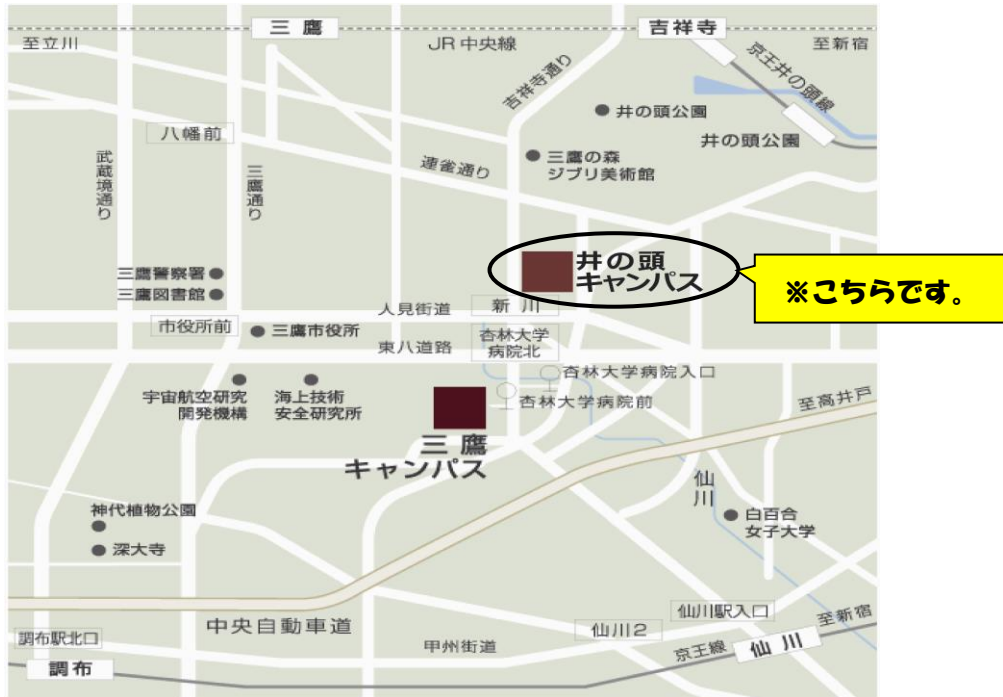 三鷹
吉祥寺
至立川
JR中央線
至新宿
吉祥寺通り
京王井の頭線
井の頭公園
井の頭公園
八幡前
三鷹の森
ジブリ美術館
連雀通り
武蔵境通り
三鷹通り
井の頭
キャンパス
※こちらです。
三鷹警察署
三鷹図書館
人見街道
新川
市役所前
三鷹市役所
東八道路
杏林大学
病院北
杏林大学病院入口
宇宙航空研究
開発機構
海上技術
安全研究所
杏林大学病院前
至高井戸
三鷹
キャンパス
仙川
神代植物公園
深大寺
白百合
女子大学
中央自動車道
仙川駅入口
仙川2
至新宿
調布駅北口
甲州街道
京王線
仙川
調布